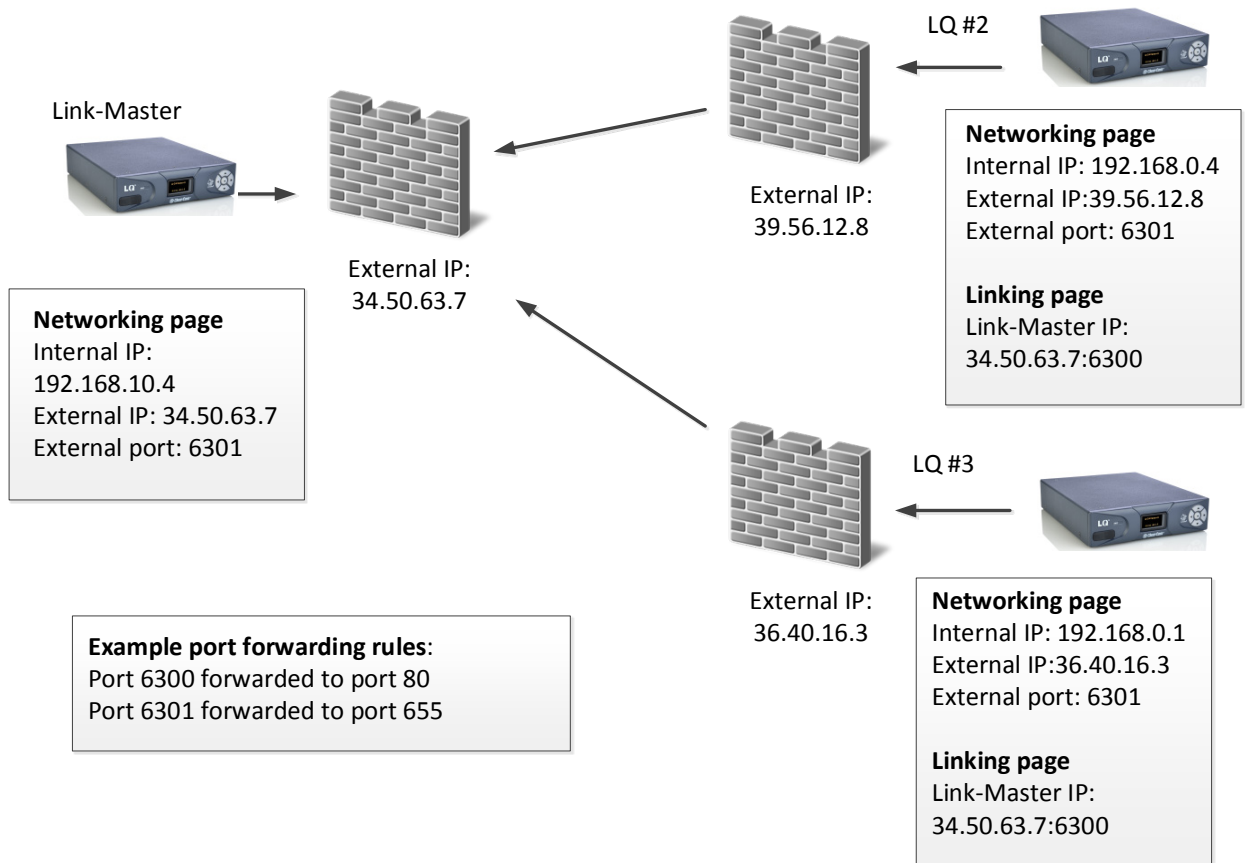 LQ #2
Link-Master
External IP:
39.56.12.8
Networking page
Internal IP: 192.168.0.4
External IP:39.56.12.8
External port: 6301
Linking page
Link-Master IP:
34.50.63.7:6300
External IP:
34.50.63.7
Networking page
Internal IP:
192.168.10.4
External IP: 34.50.63.7
External port: 6301
LQ #3
External IP:
36.40.16.3
Networking page
Internal IP: 192.168.0.1
External IP:36.40.16.3
External port: 6301
Linking page
Link-Master IP:
34.50.63.7:6300
Example port forwarding rules:
Port 6300 forwarded to port 80
Port 6301 forwarded to port 655
LQ
LQ
LQ